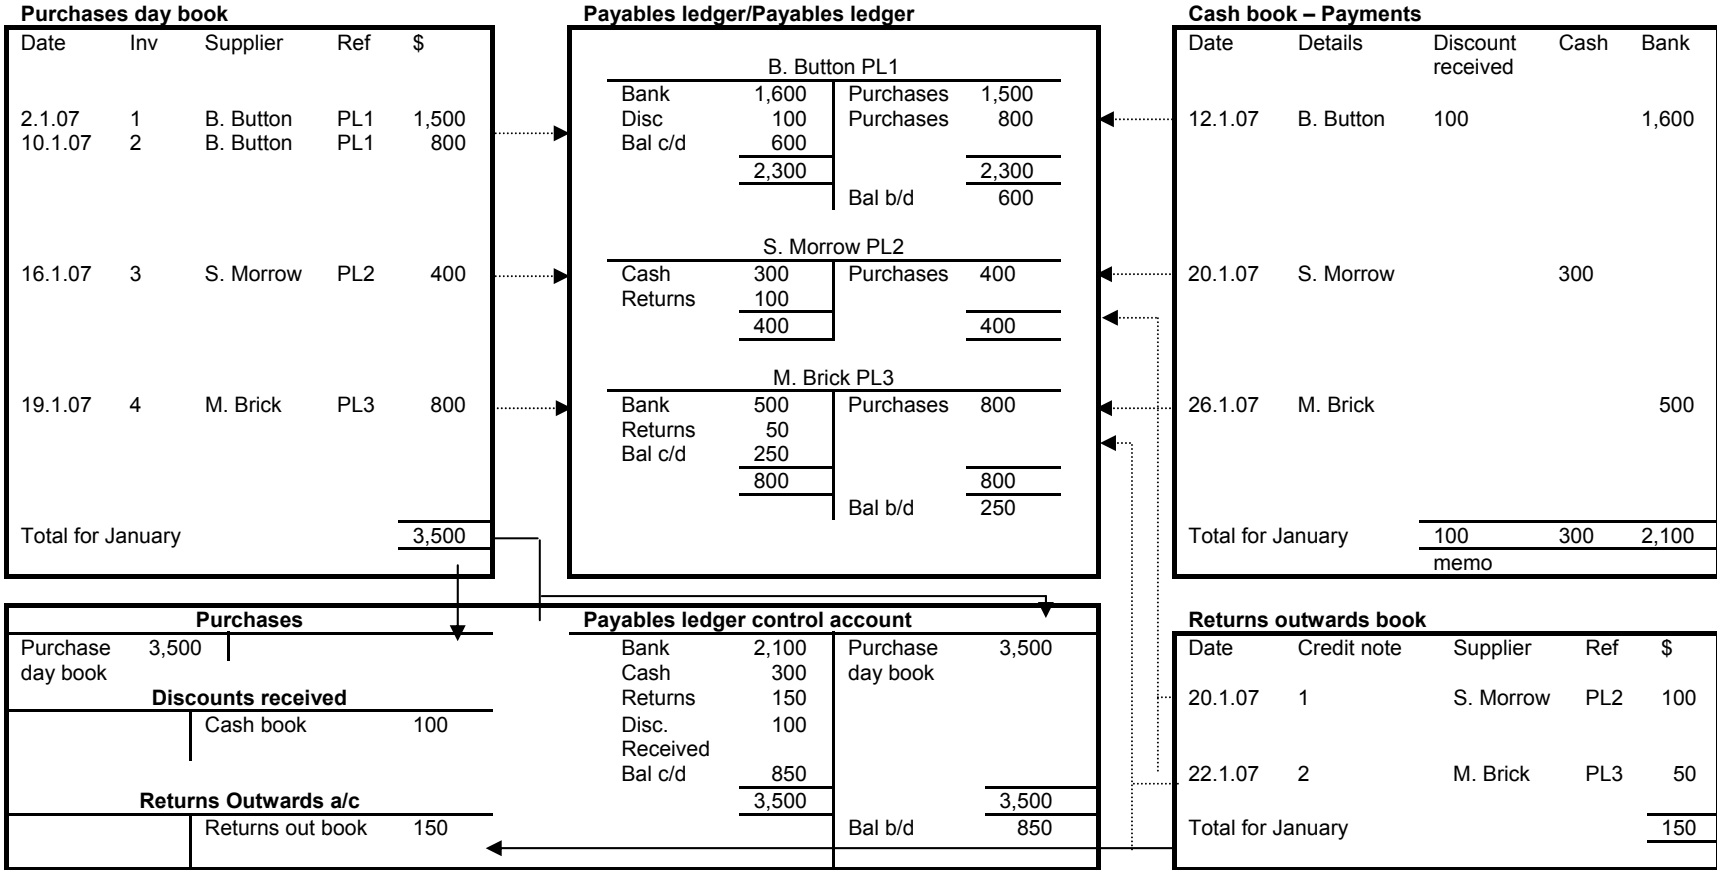 Purchases day book
Date Inv Supplier Ref $
2.1.07 1 B. Button PL1 1,500
10.1.07 2 B. Button PL1 800
16.1.07 3 S. Morrow PL2 400
19.1.07 4 M. Brick PL3 800
Total for January 3,500
Payables ledger/Payables ledger
B. Button PL1
Bank 1,600 Purchases 1,500
Disc 100 Purchases 800
Bal c/d 600
2,300 2,300
Bal b/d 600
S. Morrow PL2
Cash 300 Purchases 400
Returns 100
400 400
M. Brick PL3
Bank 500 Purchases 800
Returns 50
Bal c/d 250
800 800
Bal b/d 250
Cash book – Payments
Date Details Discount Cash Bank
received
12.1.07 B. Button 100 1,600
20.1.07 S. Morrow 300
26.1.07 M. Brick 500
Total for January 100 300 2,100
memo
Purchases
Purchase 3,500
day book
Discounts received
Cash book 100
Returns Outwards a/c
Returns out book 150
Payables ledger control account
Bank 2,100 Purchase 3,500
Cash 300 day book
Returns 150
Disc. 100
Received
Bal c/d 850
3,500 3,500
Bal b/d 850
Returns outwards book
Date Credit note Supplier Ref $
20.1.07 1 S. Morrow PL2 100
22.1.07 2 M. Brick PL3 50
Total for January 150